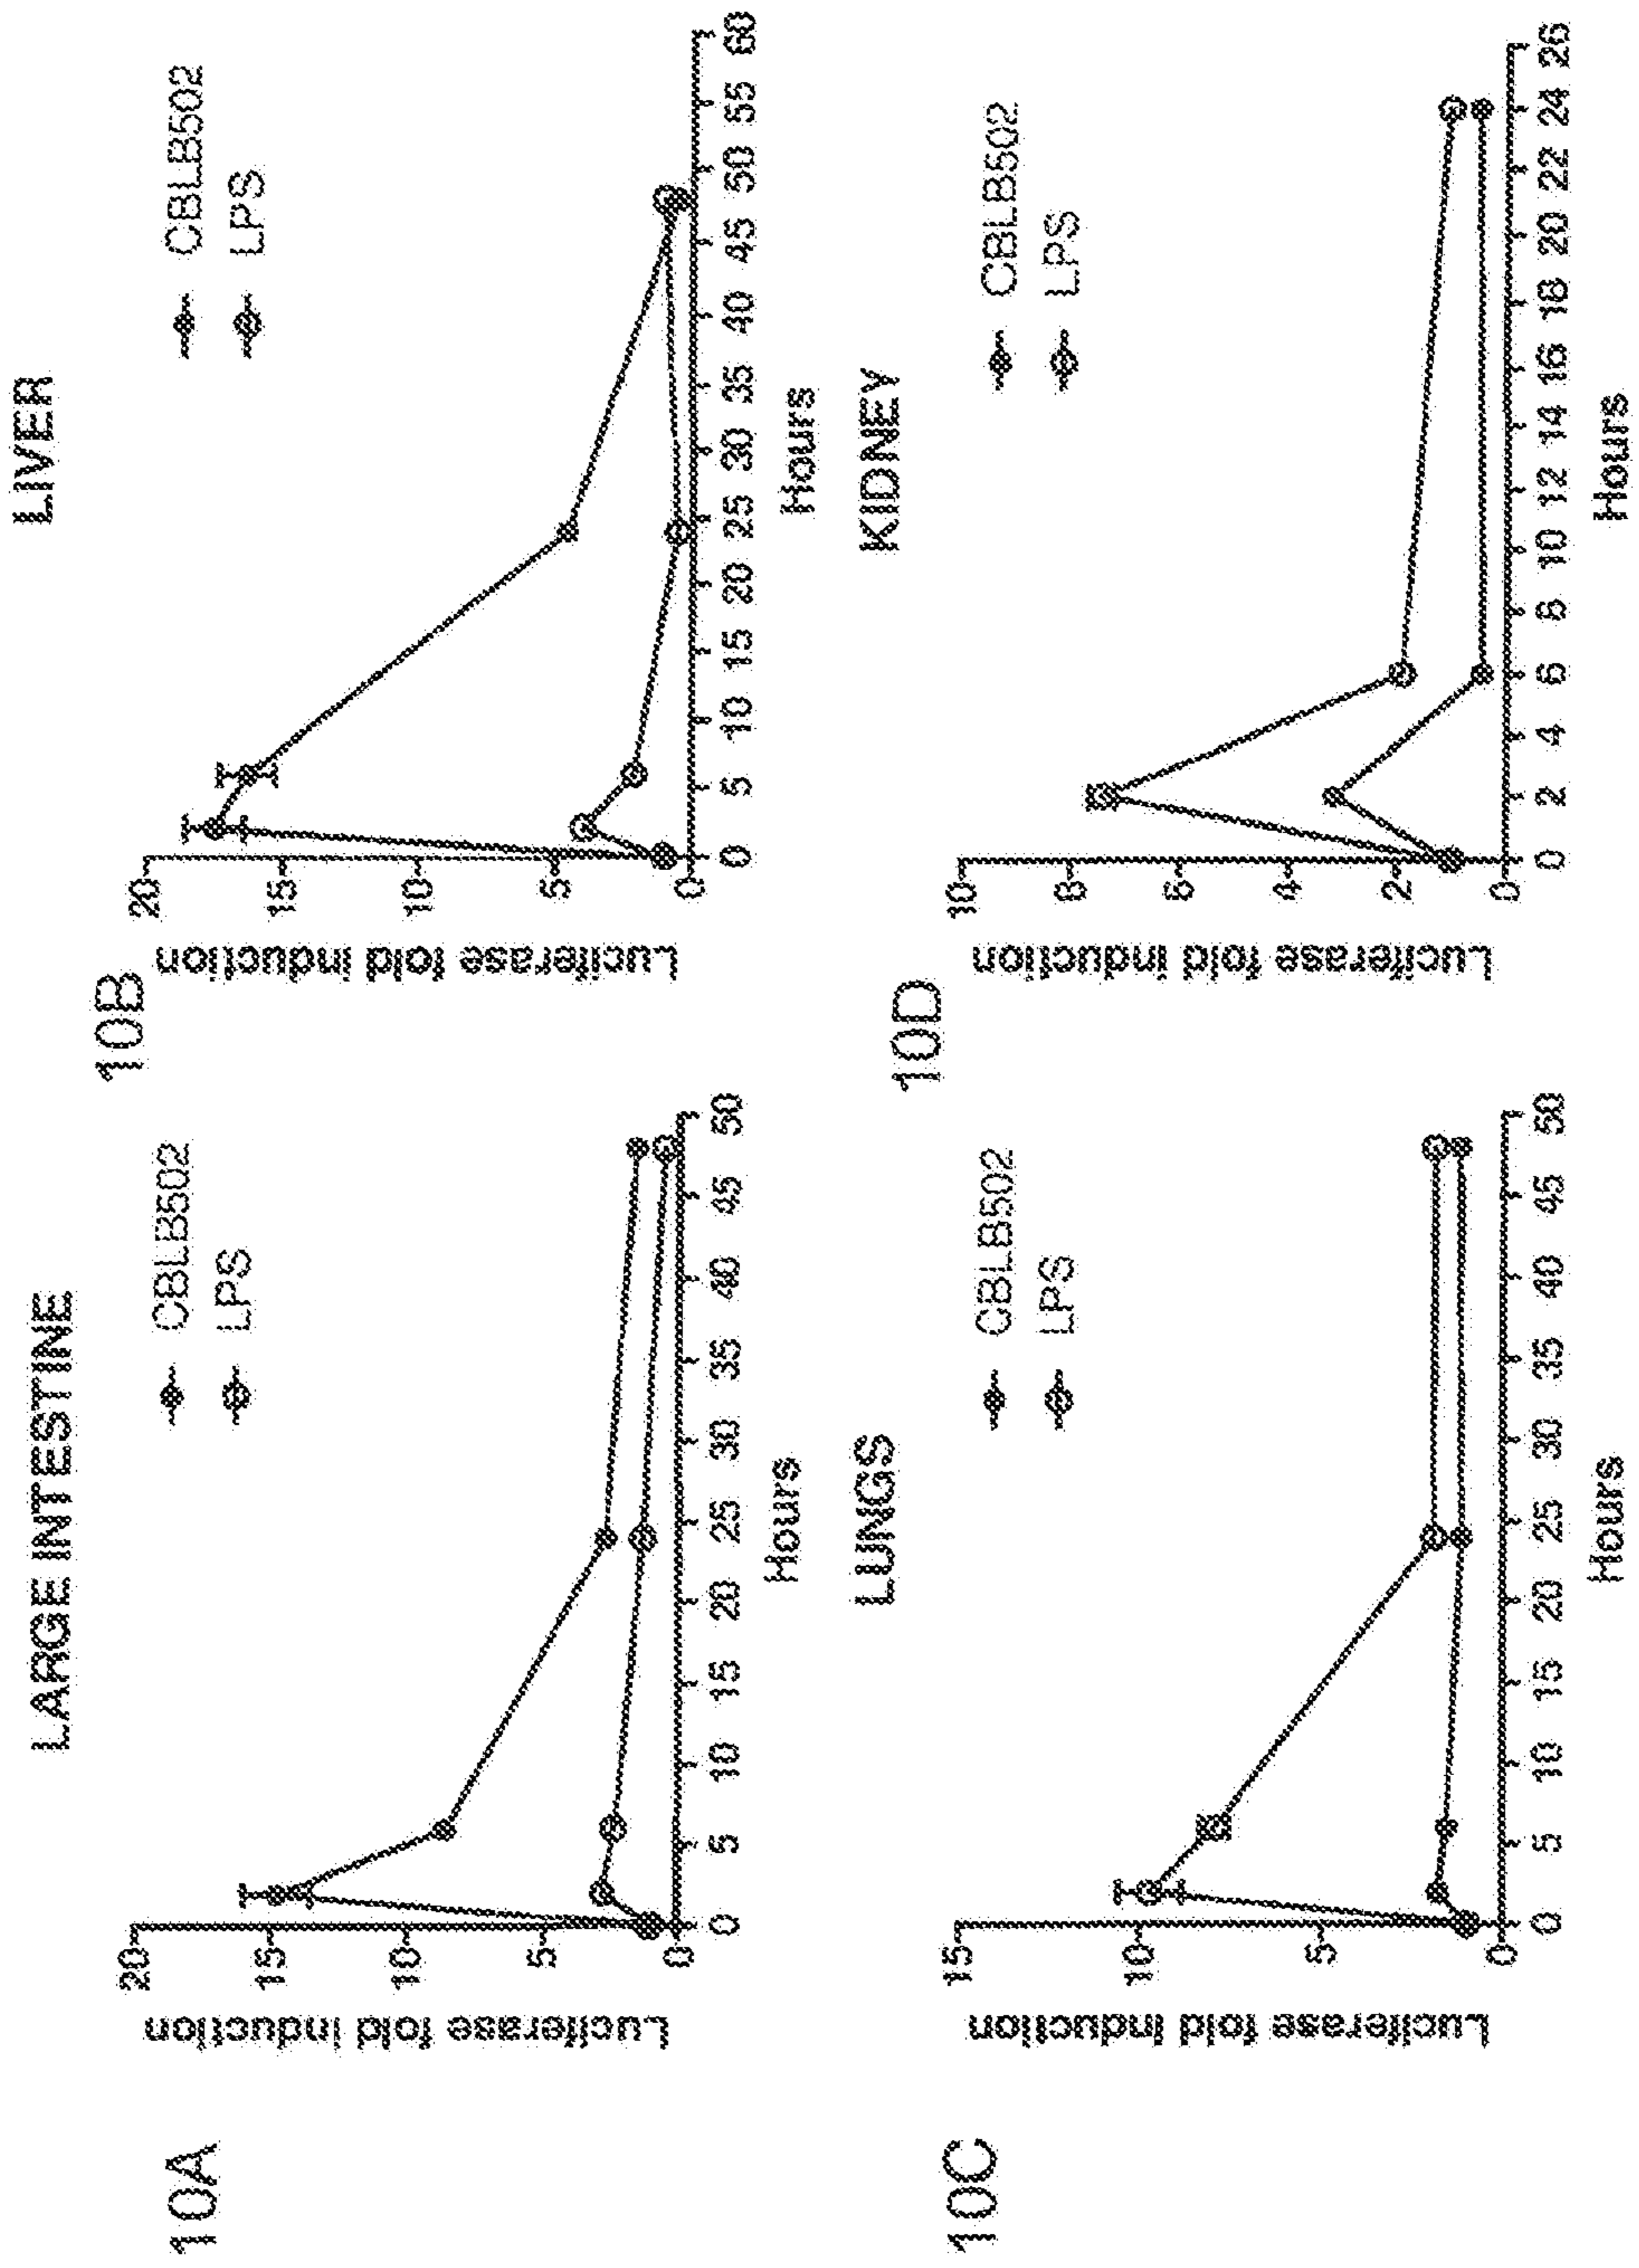 10A
LARGE INTESTINE
Luciferase fold induction
20
15
10
5
0
0 5 10 15 20 25 30 35 40 45 50
Hours
CBLB502
LPS
10B
LIVER
Luciferase fold induction
20
15
10
5
0
0 5 10 15 20 25 30 35 40 45 50 55 60
Hours
CBLB502
LPS
10C
LUNGS
Luciferase fold induction
15
10
5
0
0 5 10 15 20 25 30 35 40 45 50
Hours
CBLB502
LPS
10D
KIDNEY
Luciferase fold induction
10
8
6
4
2
0
0 2 4 6 8 10 12 14 16 18 20 22 24 26
Hours
CBLB502
LPS